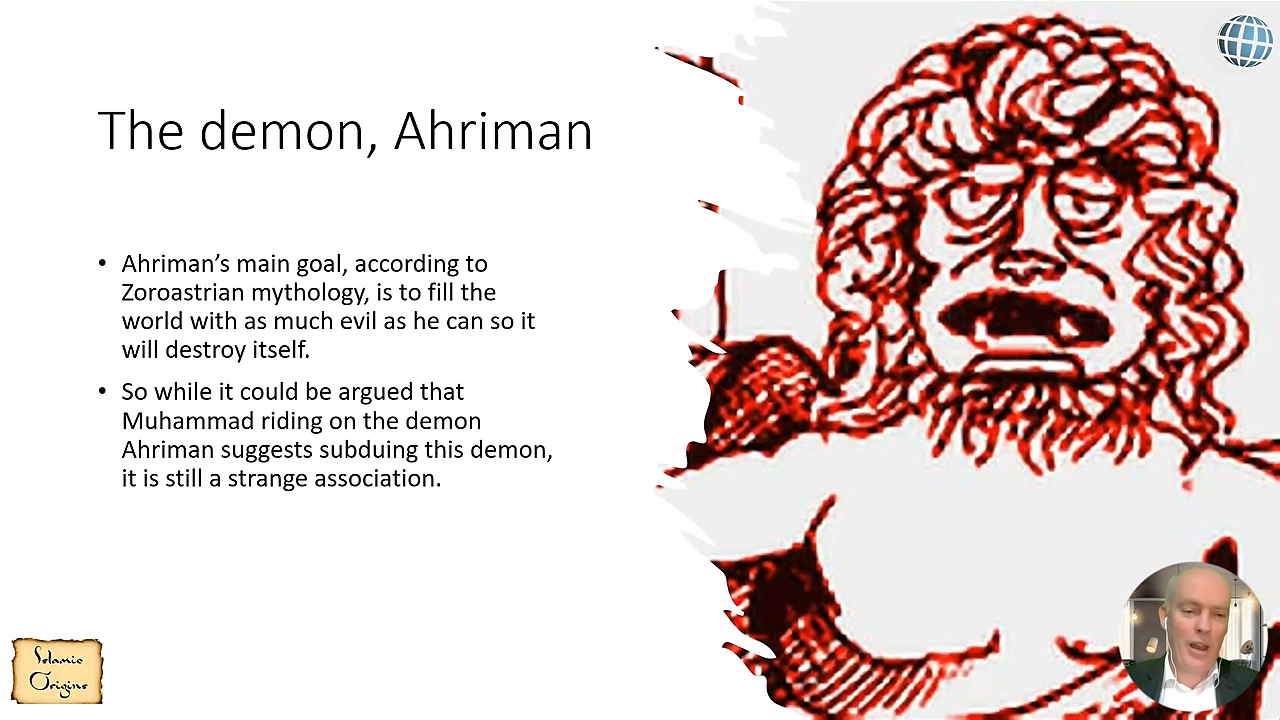 The demon, Ahriman
• Ahriman’s main goal, according to
Zoroastrian mythology, is to fill the
world with as much evil as he can so it
will destroy itself.
• So while it could be argued that
Muhammad riding on the demon
Ahriman suggests subduing this demon,
it is still a strange association.
Islamic
Origins